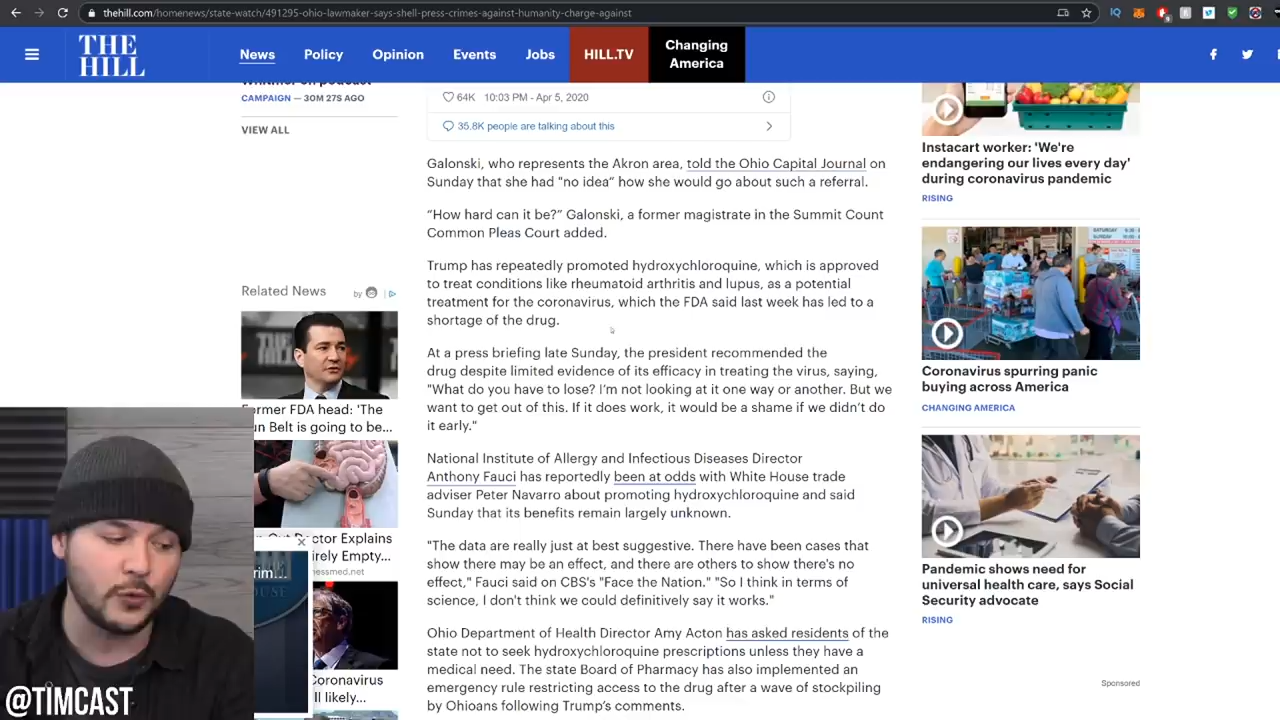 thehill.com/homenews/state-watch/491295-ohio-lawmaker-says-shell-press-crimes-against-humanity-charge-against
THE HILL
News
Policy
Opinion
Events
Jobs
HILL.TV
Changing
America
CAMPAIGN — 30M 27S AGO
VIEW ALL
Related News
by
Former FDA head: 'The
un Belt is going to be...
Doctor Explains
irely Empty...
essmed.net
rim...
Coronavirus
ll likely...
@TIMCAST
64K 10:03 PM - Apr 5, 2020
35.8K people are talking about this
Galonski, who represents the Akron area, told the Ohio Capital Journal on
Sunday that she had "no idea" how she would go about such a referral.
“How hard can it be?” Galonski, a former magistrate in the Summit Count
Common Pleas Court added.
Trump has repeatedly promoted hydroxychloroquine, which is approved
to treat conditions like rheumatoid arthritis and lupus, as a potential
treatment for the coronavirus, which the FDA said last week has led to a
shortage of the drug.
At a press briefing late Sunday, the president recommended the
drug despite limited evidence of its efficacy in treating the virus, saying,
"What do you have to lose? I'm not looking at it one way or another. But we
want to get out of this. If it does work, it would be a shame if we didn't do
it early."
National Institute of Allergy and Infectious Diseases Director
Anthony Fauci has reportedly been at odds with White House trade
adviser Peter Navarro about promoting hydroxychloroquine and said
Sunday that its benefits remain largely unknown.
"The data are really just at best suggestive. There have been cases that
show there may be an effect, and there are others to show there's no
effect," Fauci said on CBS's "Face the Nation." "So I think in terms of
science, I don't think we could definitively say it works."
Ohio Department of Health Director Amy Acton has asked residents of the
state not to seek hydroxychloroquine prescriptions unless they have a
medical need. The state Board of Pharmacy has also implemented an
emergency rule restricting access to the drug after a wave of stockpiling
by Ohioans following Trump's comments.
Instacart worker: 'We're
endangering our lives every day'
during coronavirus pandemic
RISING
Coronavirus spurring panic
buying across America
CHANGING AMERICA
Pandemic shows need for
universal health care, says Social
Security advocate
RISING
Sponsored